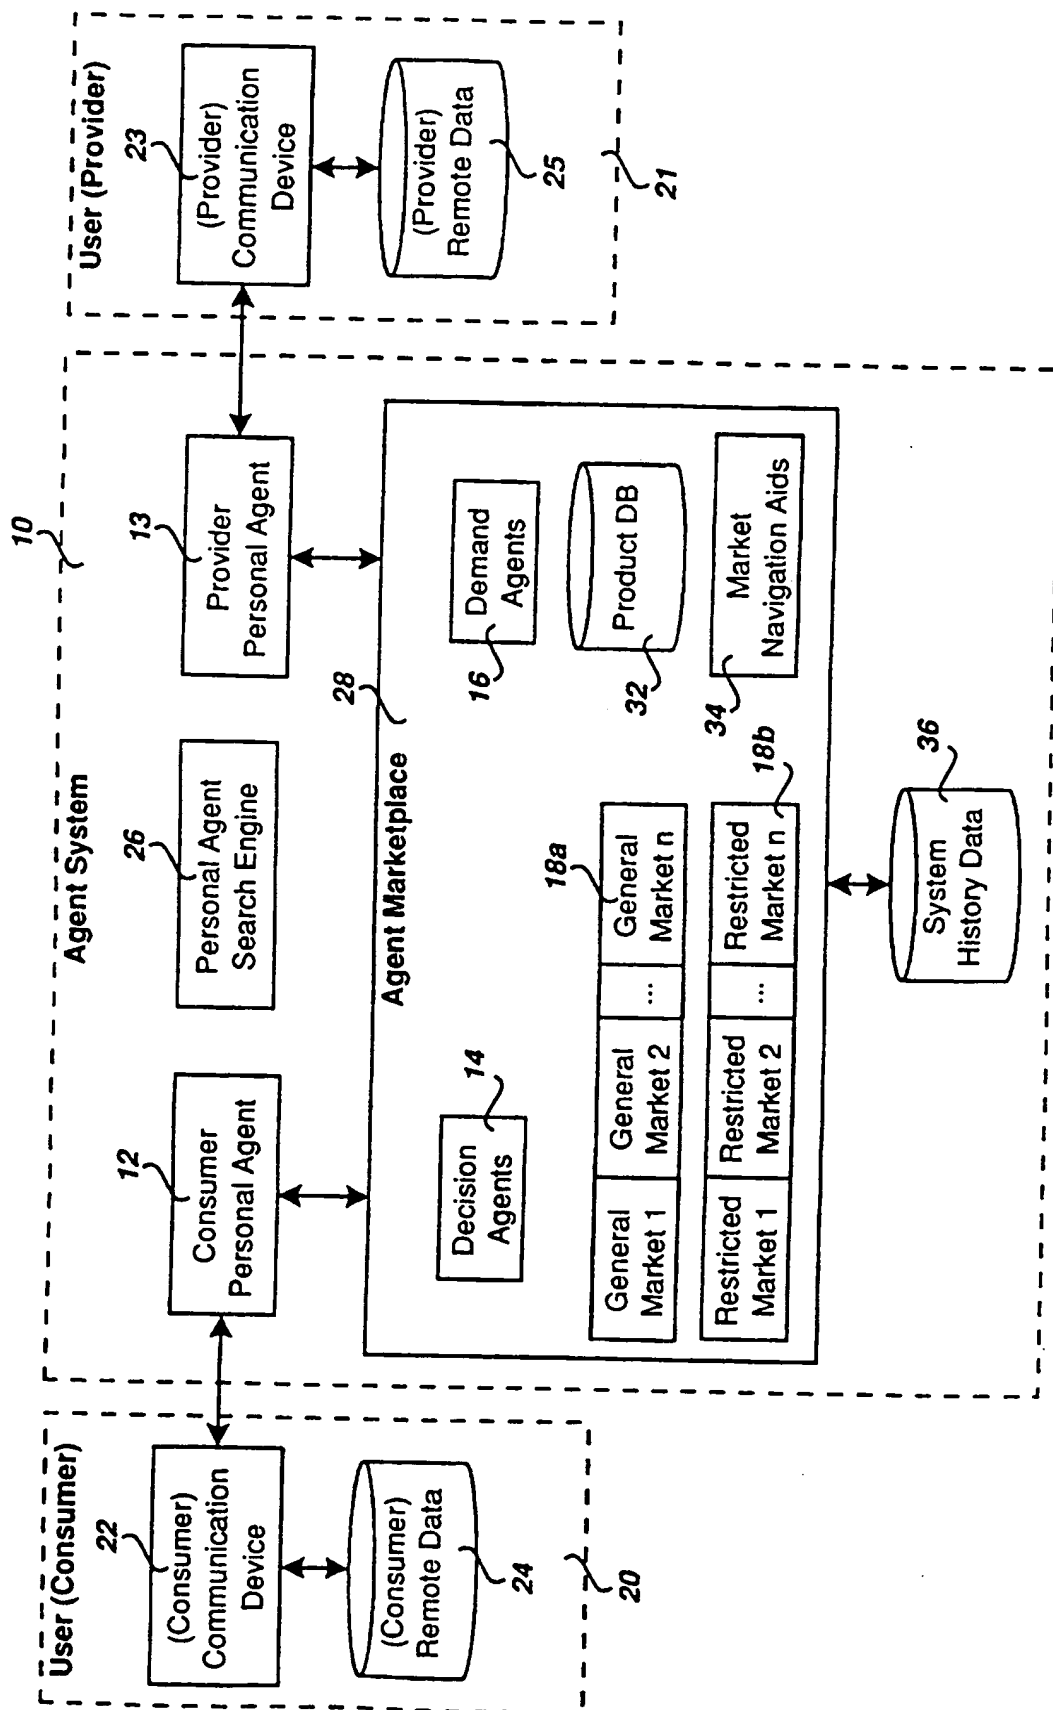 User (Consumer)
22
(Consumer)
Communication
Device
(Consumer)
Remote Data
24
20
10
Agent System
12
Consumer
Personal Agent
26
Personal Agent
Search Engine
13
Provider
Personal Agent
28
Agent Marketplace
14
Decision
Agents
16
Demand
Agents
32
Product DB
34
Market
Navigation Aids
18a
General
Market 1
General
Market 2
...
General
Market n
18b
Restricted
Market 1
Restricted
Market 2
...
Restricted
Market n
36
System
History Data
User (Provider)
23
(Provider)
Communication
Device
(Provider)
Remote Data
25
21